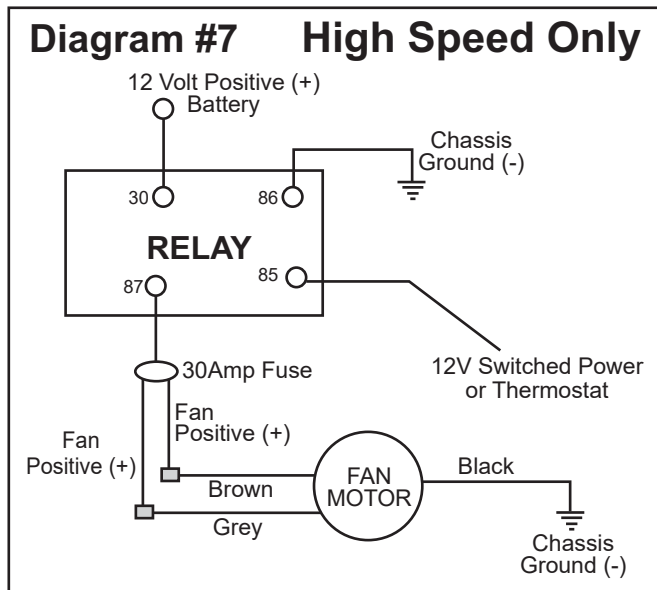 Diagram #7 High Speed Only
12 Volt Positive (+)
Battery
Chassis
Ground (-)
30
86
RELAY
87
85
30Amp Fuse
12V Switched Power
or Thermostat
Fan
Positive (+)
Fan
Positive (+)
Brown
Grey
FAN
MOTOR
Black
Chassis
Ground (-)